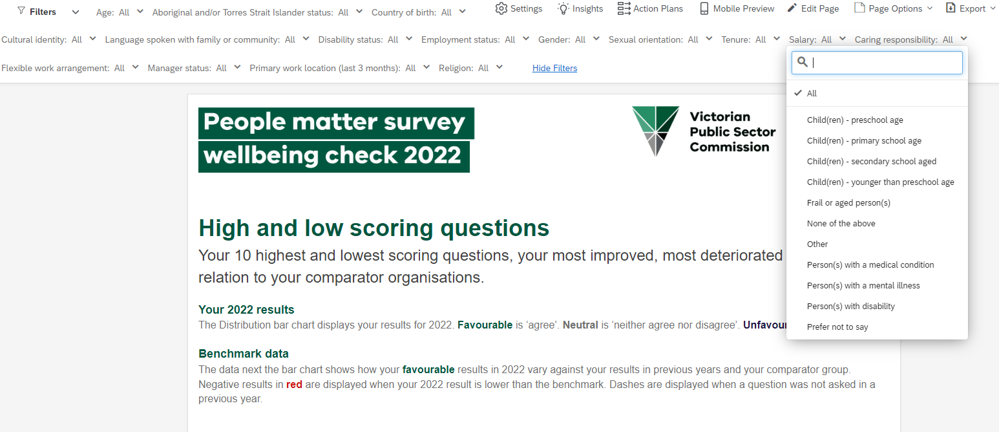 Filters Age: All Aboriginal and/or Torres Strait Islander status: All Country of birth: All Settings Insights Action Plans Mobile Preview Edit Page Page Options Export
Cultural identity: All Language spoken with family or community: All Disability status: All Employment status: All Gender: All Sexual orientation: All Tenure: All Salary: All Caring responsibility: All
Flexible work arrangement: All Manager status: All Primary work location (last 3 months): All Religion: All Hide Filters
All
Child(ren) - preschool age
Child(ren) - primary school age
Child(ren) - secondary school aged
Child(ren) - younger than preschool age
Frail or aged person(s)
None of the above
Other
Person(s) with a medical condition
Person(s) with a mental illness
Person(s) with disability
Prefer not to say
People matter survey
wellbeing check 2022
Victorian
Public Sector
Commission
High and low scoring questions
Your 10 highest and lowest scoring questions, your most improved, most deteriorated
relation to your comparator organisations.
Your 2022 results
The Distribution bar chart displays your results for 2022. Favourable is ‘agree’. Neutral is ‘neither agree nor disagree’. Unfavour
Benchmark data
The data next the bar chart shows how your favourable results in 2022 vary against your results in previous years and your comparator group.
Negative results in red are displayed when your 2022 result is lower than the benchmark. Dashes are displayed when a question was not asked in a
previous year.